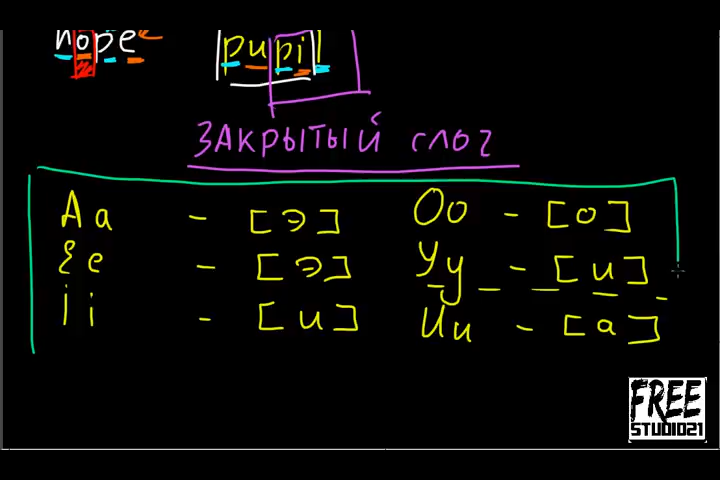 nope e
pupil
ЗАКРЫТЫЙ СЛОГ
Aa - [Э] Oo - [О]
Ee - [Э] Yy - [И]
Ii - [И] Uu - [а]
FREE
STUDIO21